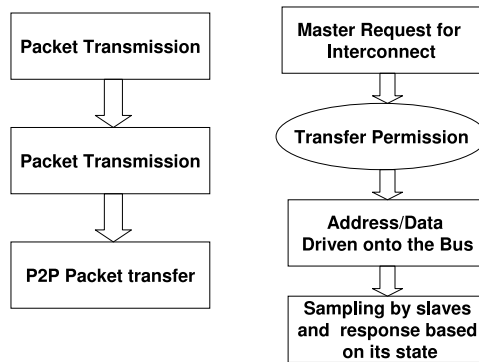 Packet Transmission
Packet Transmission
P2P Packet transfer
Master Request for
Interconnect
Transfer Permission
Address/Data
Driven onto the Bus
Sampling by slaves
and response based
on its state